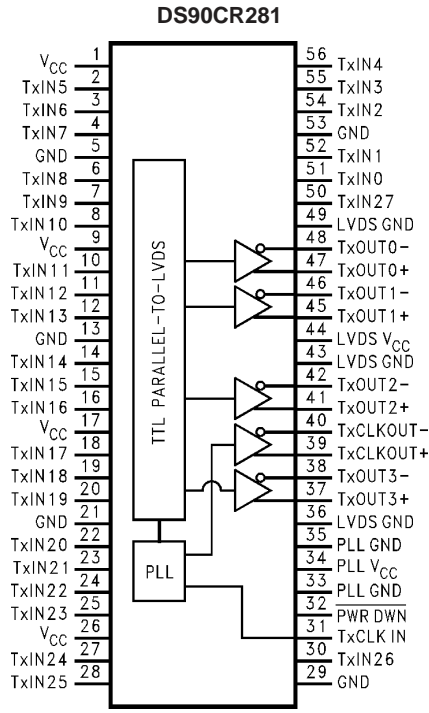 DS90CR281
VCC 1
TxIN5 2
TxIN6 3
TxIN7 4
GND 5
TxIN8 6
TxIN9 7
TxIN10 8
VCC 9
TxIN11 10
TxIN12 11
TxIN13 12
GND 13
TxIN14 14
TxIN15 15
TxIN16 16
VCC 17
TxIN17 18
TxIN18 19
TxIN19 20
GND 21
TxIN20 22
TxIN21 23
TxIN22 24
TxIN23 25
VCC 26
TxIN24 27
TxIN25 28
TTL PARALLEL-TO-LVDS
PLL
56 TxIN4
55 TxIN3
54 TxIN2
53 GND
52 TxIN1
51 TxIN0
50 TxIN27
49 LVDS GND
48 TxOUT0-
47 TxOUT0+
46 TxOUT1-
45 TxOUT1+
44 LVDS VCC
43 LVDS GND
42 TxOUT2-
41 TxOUT2+
40 TxCLKOUT-
39 TxCLKOUT+
38 TxOUT3-
37 TxOUT3+
36 LVDS GND
35 PLL GND
34 PLL VCC
33 PLL GND
32 PWR DWN
31 TxCLK IN
30 TxIN26
29 GND